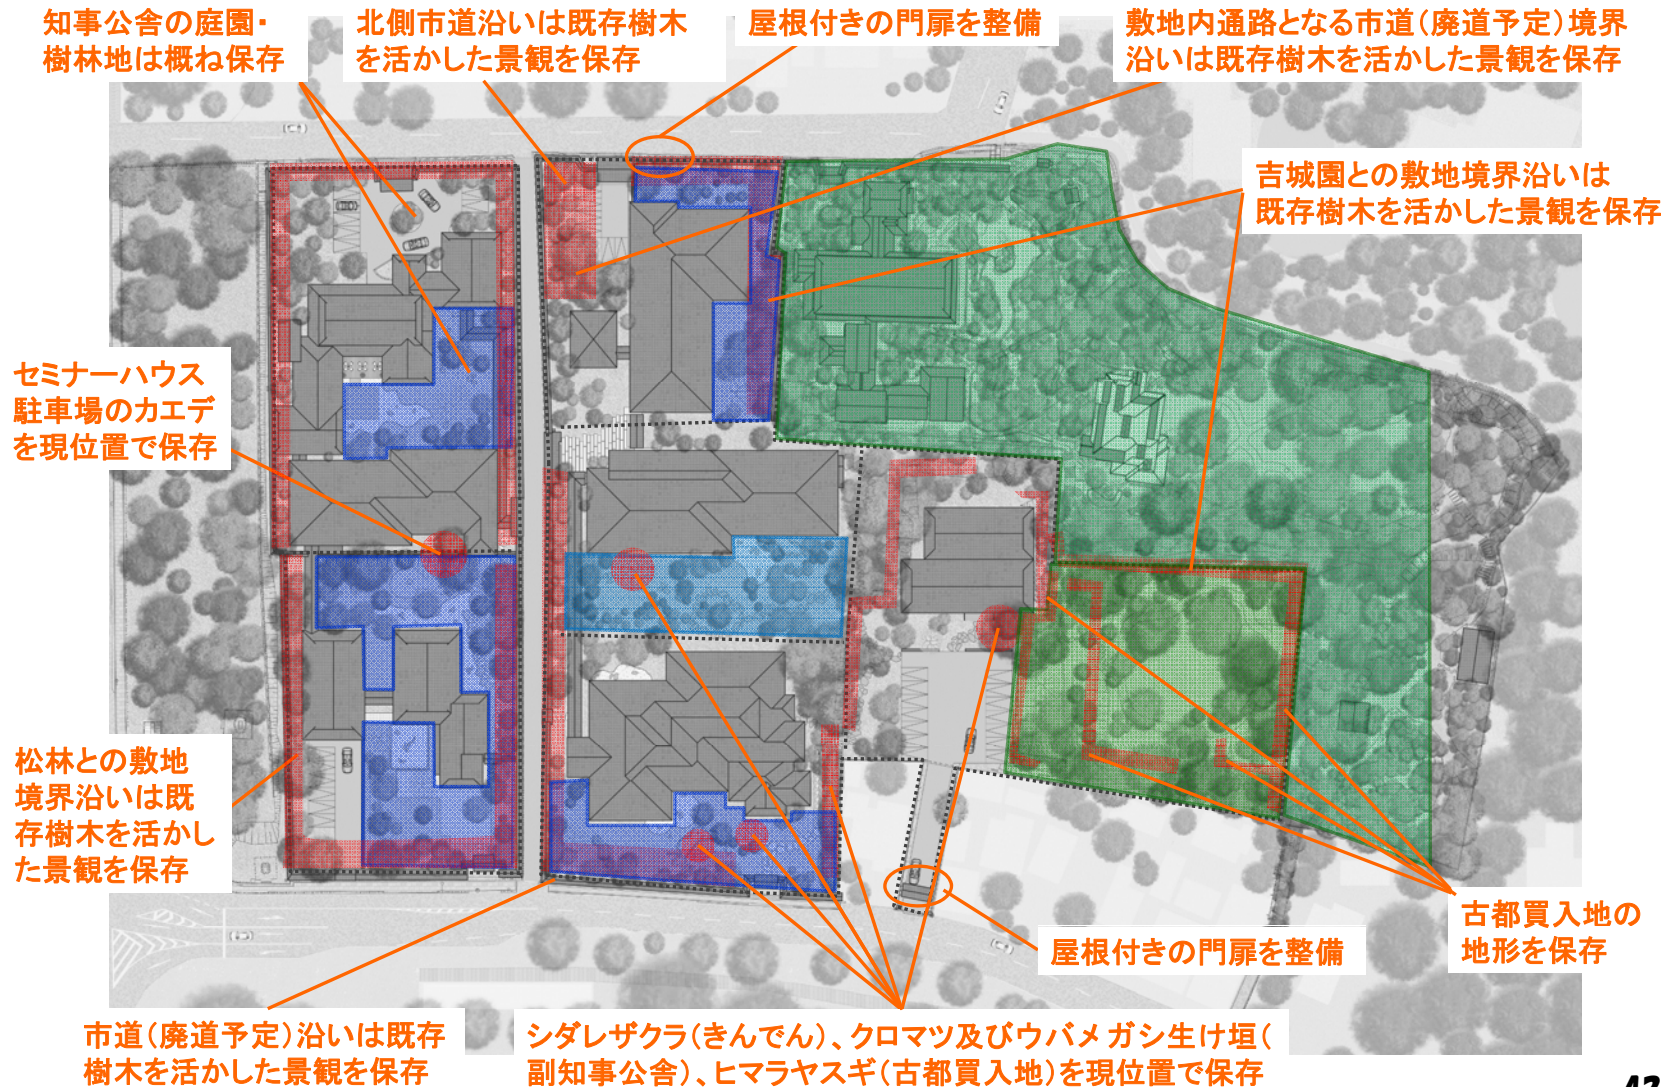 知事公舎の庭園・
樹林地は概ね保存
北側市道沿いは既存樹木
を活かした景観を保存
屋根付きの門扉を整備
敷地内通路となる市道（廃道予定）境界
沿いは既存樹木を活かした景観を保存
吉城園との敷地境界沿いは
既存樹木を活かした景観を保存
セミナーハウス
駐車場のカエデ
を現位置で保存
松林との敷地
境界沿いは既
存樹木を活かし
た景観を保存
古都買入地の
地形を保存
屋根付きの門扉を整備
市道（廃道予定）沿いは既存
樹木を活かした景観を保存
シダレザクラ（きんでん）、クロマツ及びウバメガシ生け垣（
副知事公舎）、ヒマラヤスギ（古都買入地）を現位置で保存